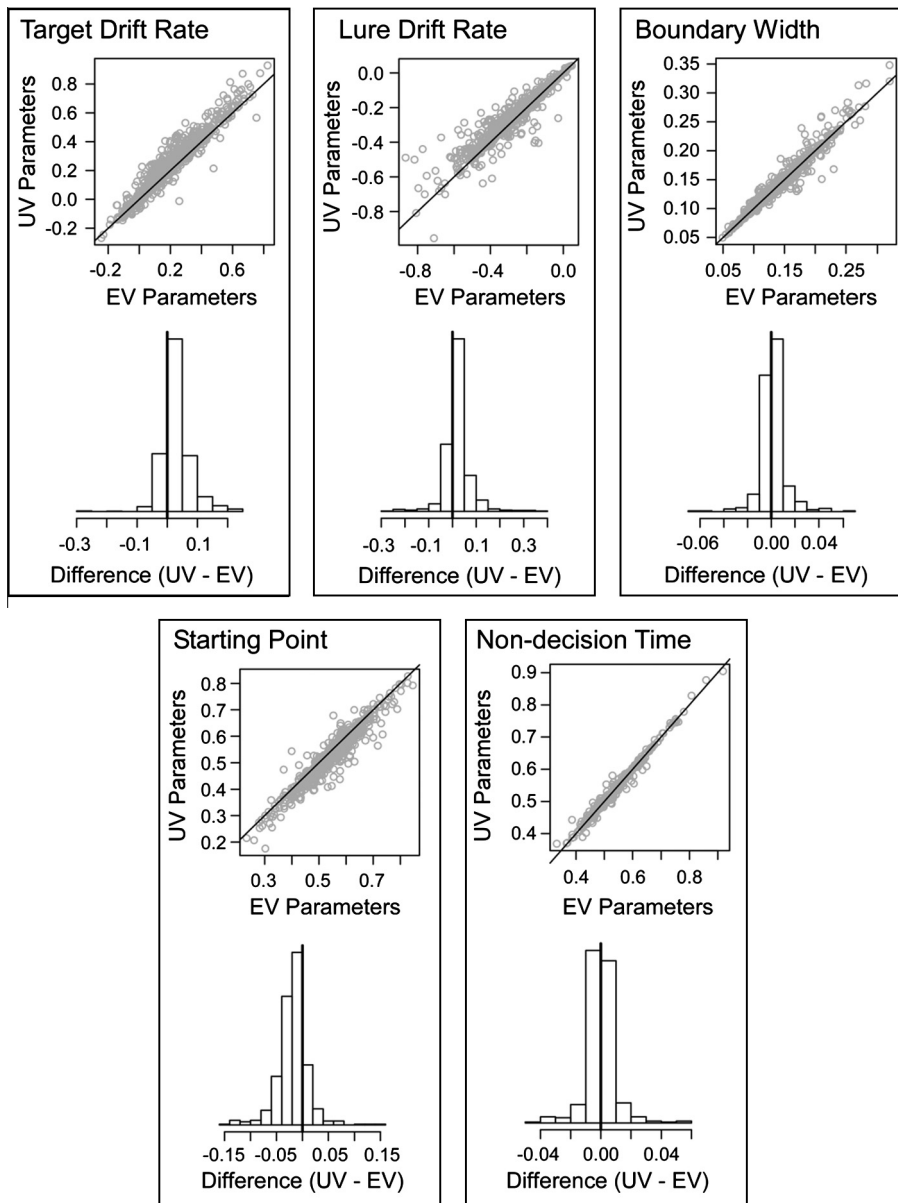 Target Drift Rate
UV Parameters
0.8
0.6
0.4
0.2
0.0
-0.2
-0.2 0.2 0.6
EV Parameters
-0.3 -0.1 0.1
Difference (UV - EV)
Lure Drift Rate
UV Parameters
0.0
-0.2
-0.4
-0.6
-0.8
-0.8 -0.4 0.0
EV Parameters
-0.3 -0.1 0.1 0.3
Difference (UV - EV)
Boundary Width
UV Parameters
0.35
0.30
0.25
0.20
0.15
0.10
0.05
0.05 0.15 0.25
EV Parameters
-0.06 0.00 0.04
Difference (UV - EV)
Starting Point
UV Parameters
0.8
0.7
0.6
0.5
0.4
0.3
0.2
0.3 0.5 0.7
EV Parameters
-0.15 -0.05 0.05 0.15
Difference (UV - EV)
Non-decision Time
UV Parameters
0.9
0.8
0.7
0.6
0.5
0.4
0.4 0.6 0.8
EV Parameters
-0.04 0.00 0.04
Difference (UV - EV)